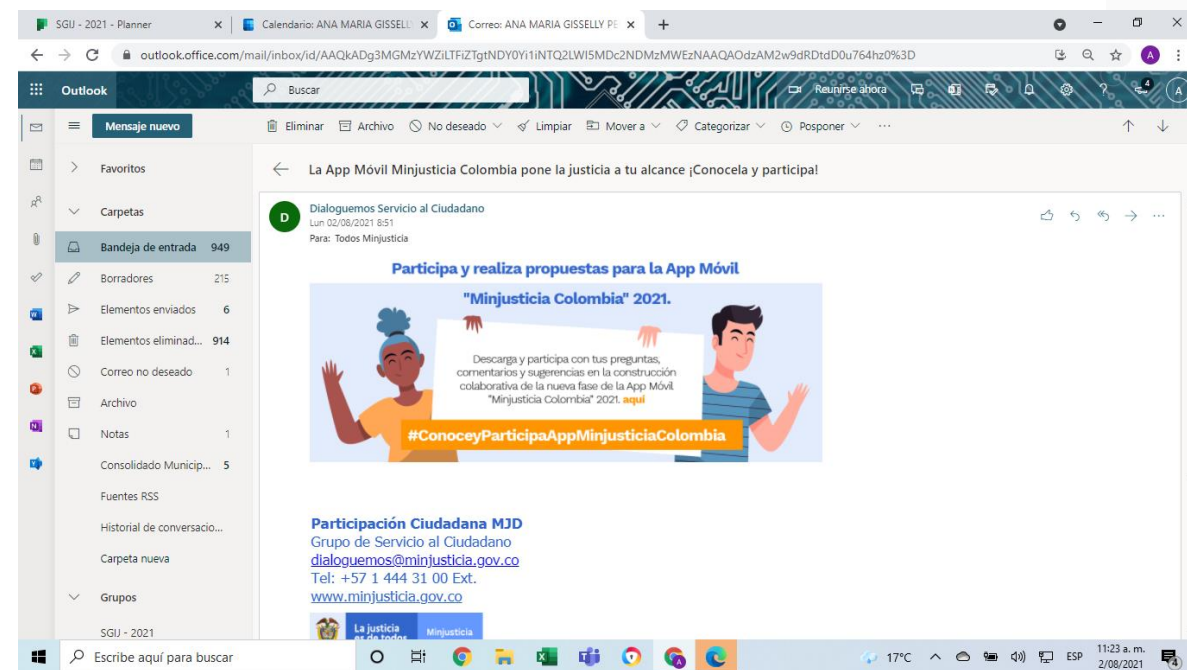 SGIJ - 2021 - Planner
Calendario: ANA MARIA GISSELL
Correo: ANA MARIA GISSELLY PE
outlook.office.com/mail/inbox/id/AAQkADg3MGMzYWZiLTFiZTgtNDY0Yi1iNTQ2LWI5MDc2NDMzMWEzNAAQAOdzAM2w9dRDtdD0u764hz0%3D
A
Outlook
Buscar
Reunirse ahora
4
A
Mensaje nuevo
Eliminar Archivo No deseado Limpiar Mover a Categorizar Posponer ...
Favoritos
Carpetas
Bandeja de entrada 949
Borradores 215
Elementos enviados 6
Elementos eliminad... 914
Correo no deseado 1
Archivo
Notas 1
Consolidado Municip... 5
Fuentes RSS
Historial de conversacio...
Carpeta nueva
Grupos
SGIJ - 2021
La App Móvil Minjusticia Colombia pone la justicia a tu alcance ¡Conocela y participa!
D
Dialoguemos Servicio al Ciudadano
Lun 02/08/2021 8:51
Para: Todos Minjusticia
Participa y realiza propuestas para la App Móvil
"Minjusticia Colombia" 2021.
Descarga y participa con tus preguntas,
comentarios y sugerencias en la construcción
colaborativa de la nueva fase de la App Móvil
"Minjusticia Colombia" 2021. aquí
#ConoceyParticipaAppMinjusticiaColombia
Participación Ciudadana MJD
Grupo de Servicio al Ciudadano
dialoguemos@minjusticia.gov.co
Tel: +57 1 444 31 00 Ext.
www.minjusticia.gov.co
La justicia
es de todos
Minjusticia
Escribe aquí para buscar
17°C
ESP
11:23 a. m.
2/08/2021
4